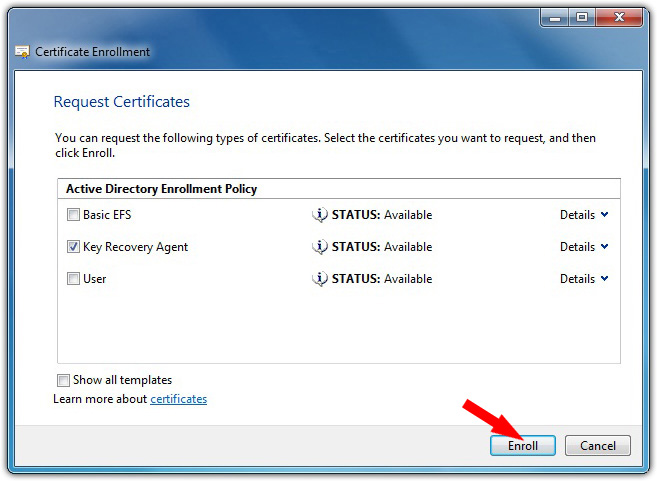 Certificate Enrollment
Request Certificates
You can request the following types of certificates. Select the certificates you want to request, and then
click Enroll.
Active Directory Enrollment Policy
Basic EFS STATUS: Available Details
Key Recovery Agent STATUS: Available Details
User STATUS: Available Details
Show all templates
Learn more about certificates
Enroll Cancel